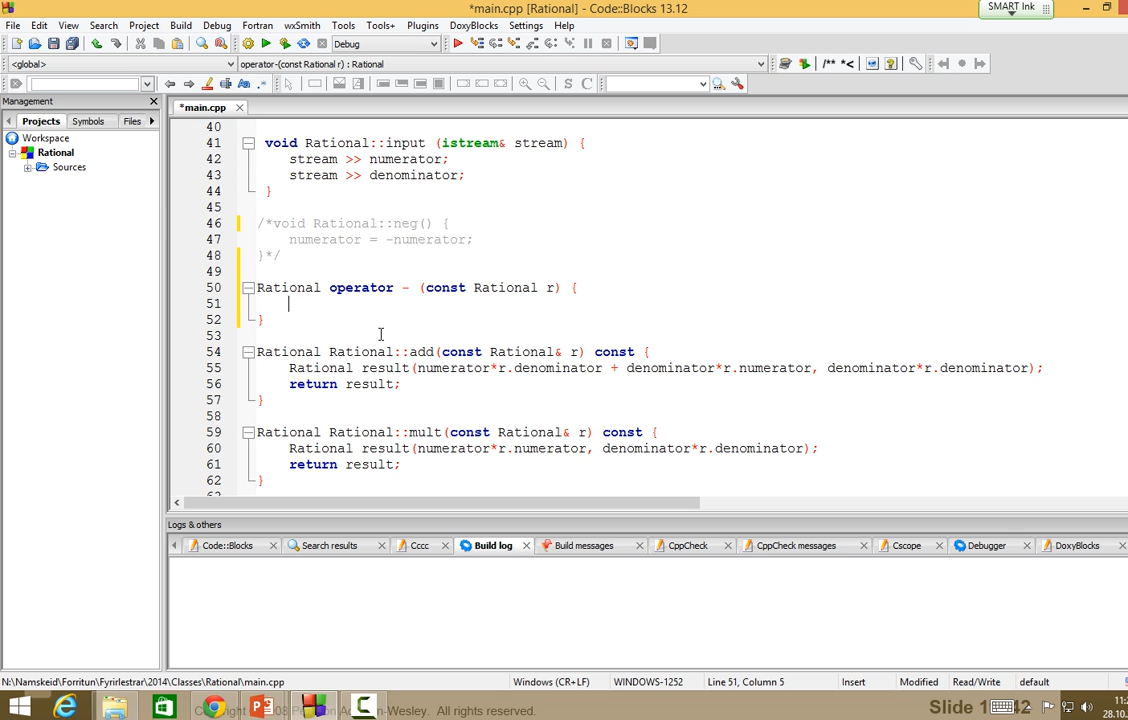 *main.cpp [Rational] - Code::Blocks 13.12
SMART Ink
File Edit View Search Project Build Debug Fortran wxSmith Tools Tools+ Plugins DoxyBlocks Settings Help
Debug
<global>
operator-(const Rational r) : Rational
/** *<
Management
*main.cpp
Projects Symbols Files
Workspace
Rational
Sources
40
41 void Rational::input (istream& stream) {
42 stream >> numerator;
43 stream >> denominator;
44 }
45
46 /*void Rational::neg() {
47 numerator = -numerator;
48 }*/
49
50 Rational operator - (const Rational r) {
51
52 }
53
54 Rational Rational::add(const Rational& r) const {
55 Rational result(numerator*r.denominator + denominator*r.numerator, denominator*r.denominator);
56 return result;
57 }
58
59 Rational Rational::mult(const Rational& r) const {
60 Rational result(numerator*r.numerator, denominator*r.denominator);
61 return result;
62 }
Logs & others
Code::Blocks Search results Cccc Build log Build messages CppCheck CppCheck messages Cscope Debugger DoxyBlocks
N:\Namskeid\Forritun\Fyrirlestrar\2014\Classes\Rational\main.cpp Windows (CR+LF) WINDOWS-1252 Line 51, Column 5 Insert Modified Read/Write default
All rights reserved.
Slide 1
42
28.10.